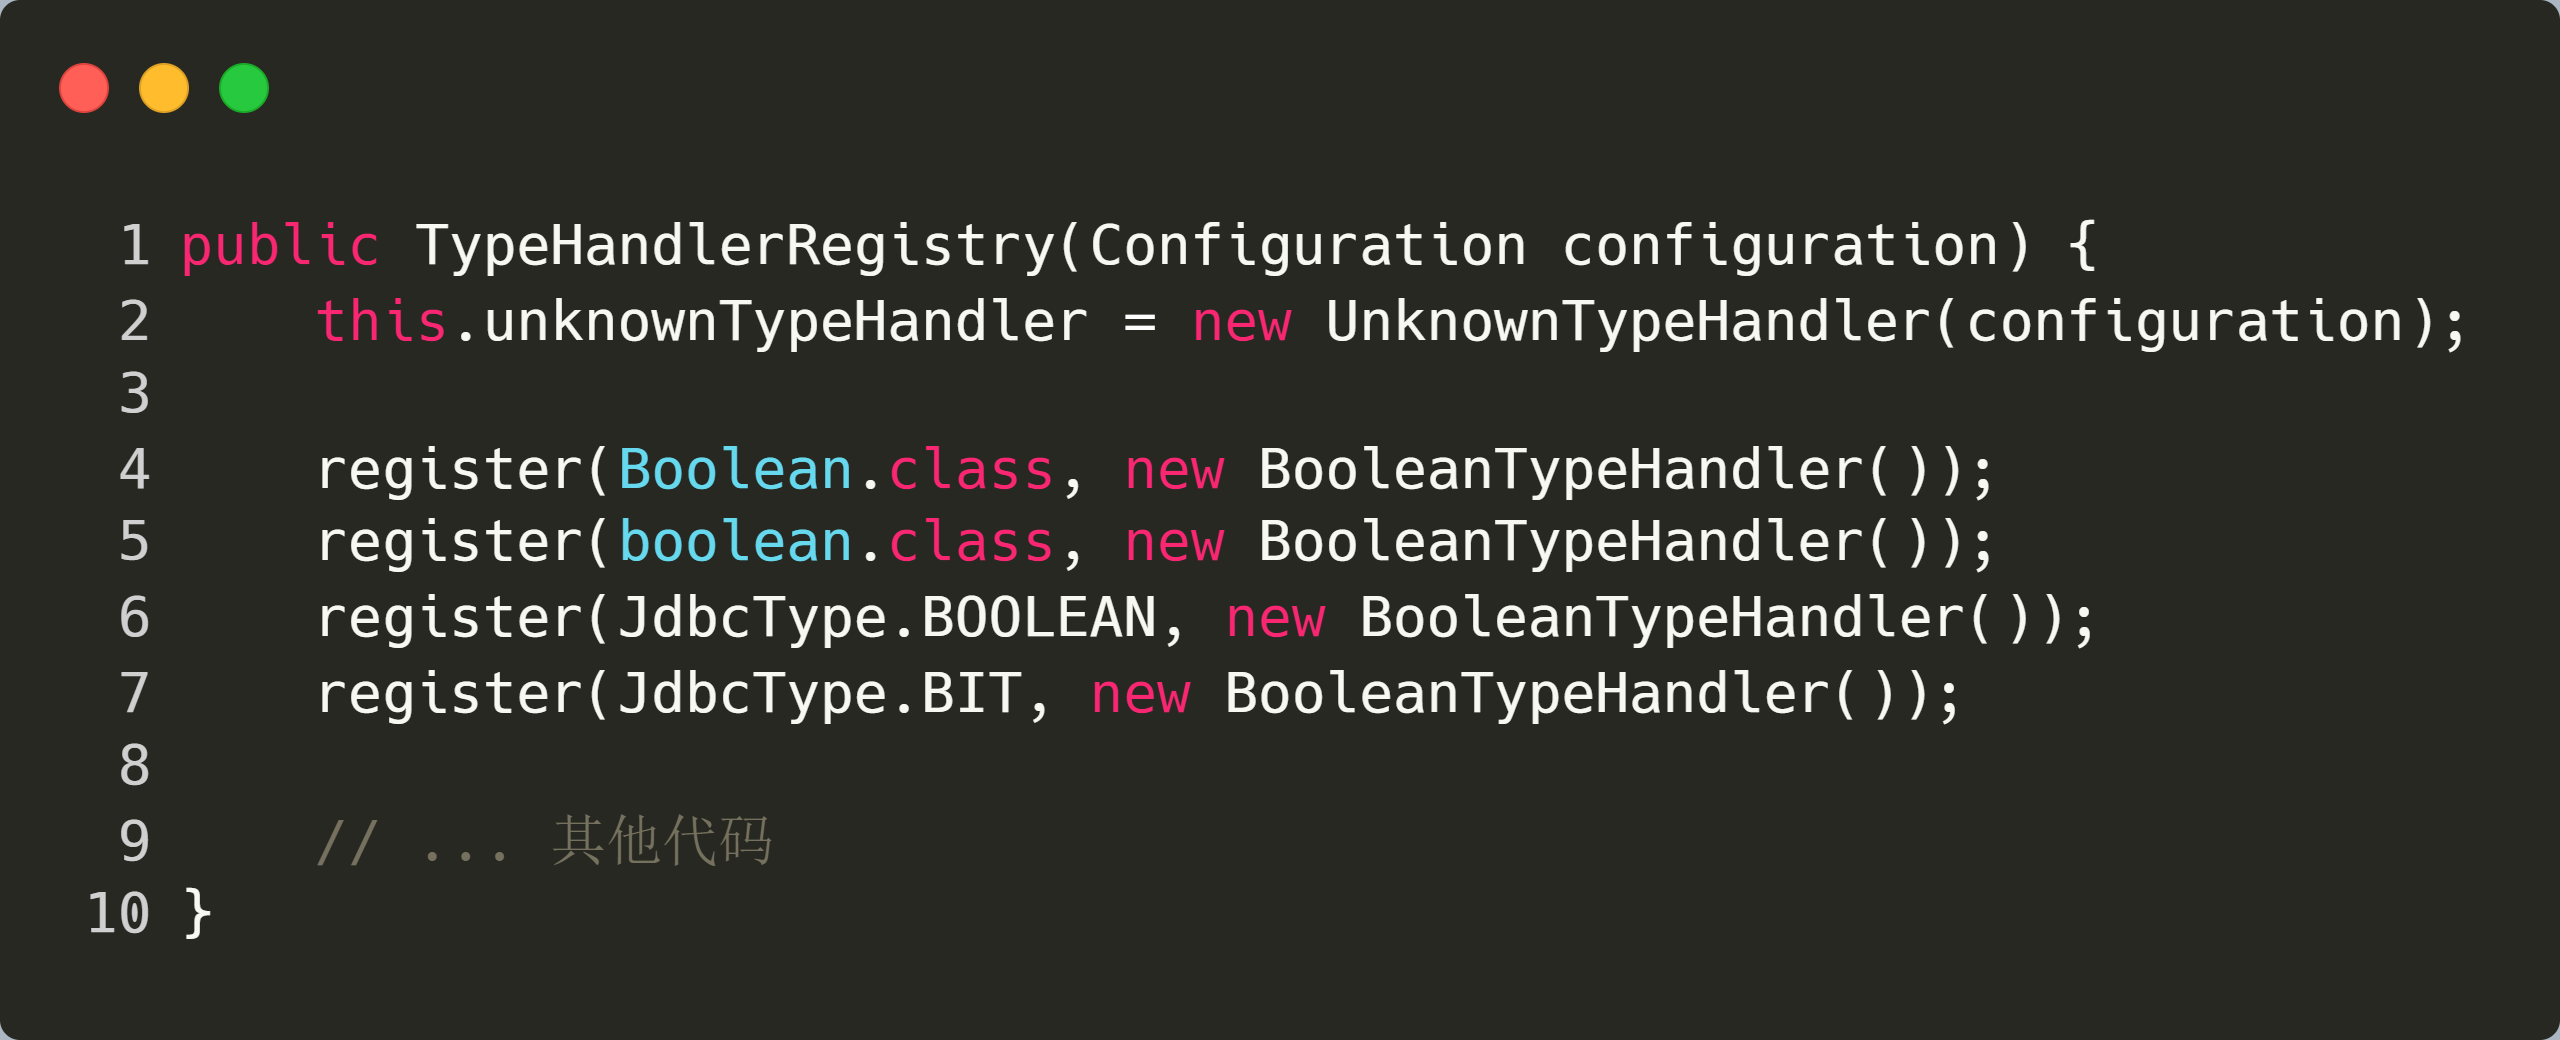 1 public TypeHandlerRegistry(Configuration configuration) {
2     this.unknownTypeHandler = new UnknownTypeHandler(configuration);
3
4     register(Boolean.class, new BooleanTypeHandler());
5     register(boolean.class, new BooleanTypeHandler());
6     register(JdbcType.BOOLEAN, new BooleanTypeHandler());
7     register(JdbcType.BIT, new BooleanTypeHandler());
8
9     // ... 其他代码
10 }